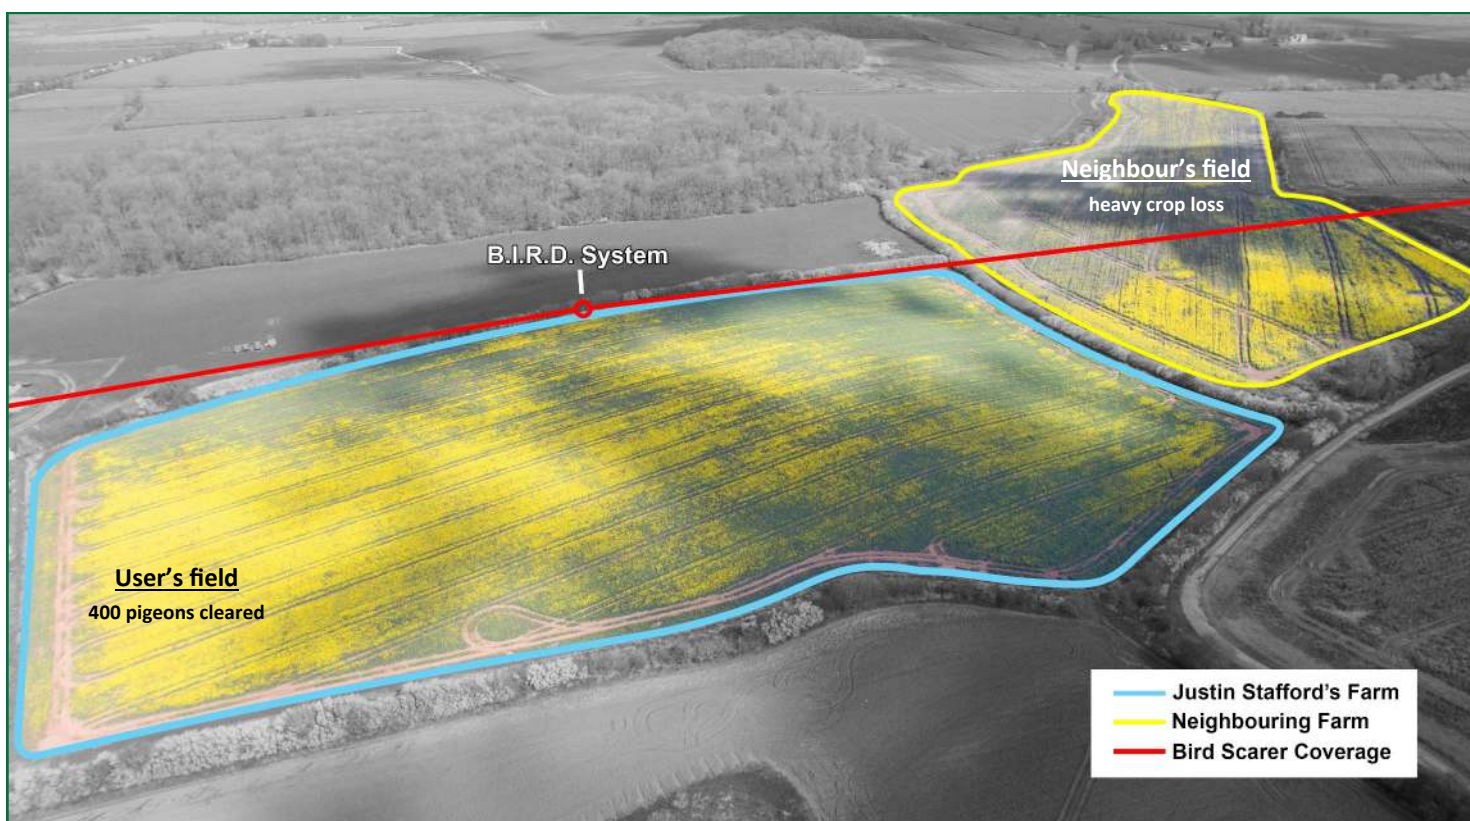 Neighbour's field
heavy crop loss
B.I.R.D. System
User's field
400 pigeons cleared
Justin Stafford's Farm
Neighbouring Farm
Bird Scarer Coverage